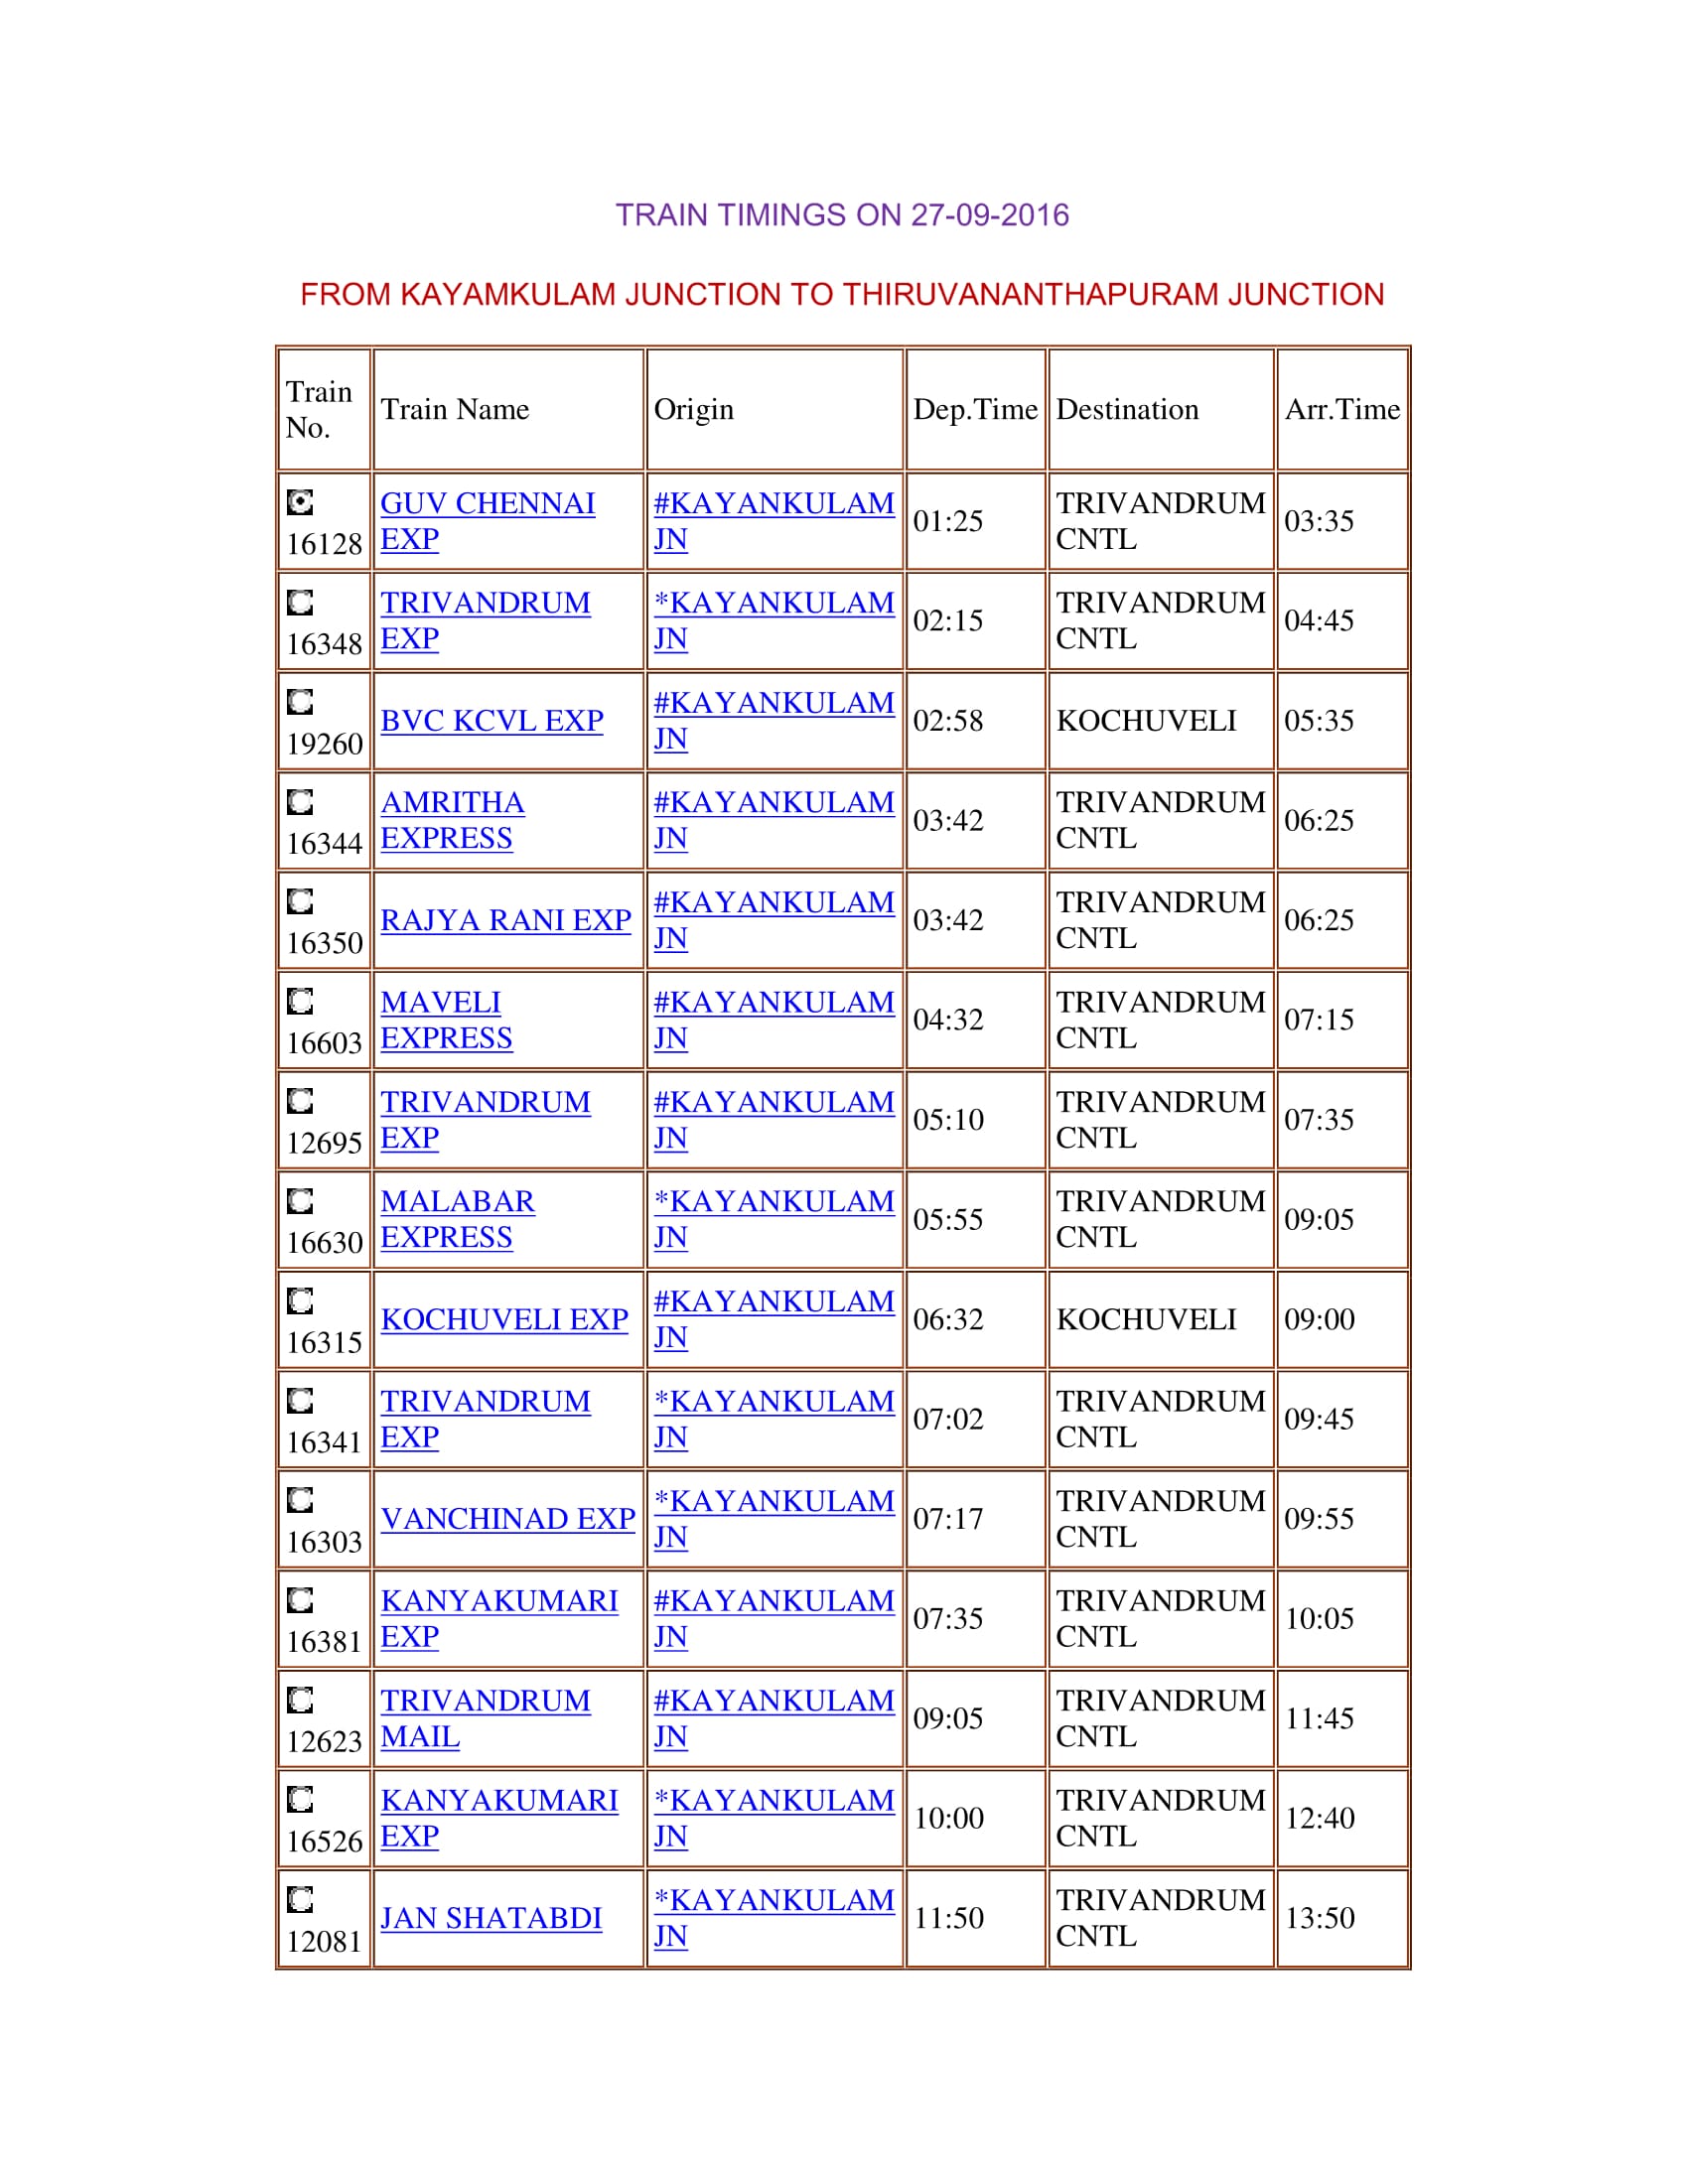 TRAIN TIMINGS ON 27-09-2016
FROM KAYAMKULAM JUNCTION TO THIRUVANANTHAPURAM JUNCTION
Train No. Train Name Origin Dep.Time Destination Arr.Time
16128 GUV CHENNAI EXP #KAYANKULAM JN 01:25 TRIVANDRUM CNTL 03:35
16348 TRIVANDRUM EXP *KAYANKULAM JN 02:15 TRIVANDRUM CNTL 04:45
19260 BVC KCVL EXP #KAYANKULAM JN 02:58 KOCHUVELI 05:35
16344 AMRITHA EXPRESS #KAYANKULAM JN 03:42 TRIVANDRUM CNTL 06:25
16350 RAJYA RANI EXP #KAYANKULAM JN 03:42 TRIVANDRUM CNTL 06:25
16603 MAVELI EXPRESS #KAYANKULAM JN 04:32 TRIVANDRUM CNTL 07:15
12695 TRIVANDRUM EXP #KAYANKULAM JN 05:10 TRIVANDRUM CNTL 07:35
16630 MALABAR EXPRESS *KAYANKULAM JN 05:55 TRIVANDRUM CNTL 09:05
16315 KOCHUVELI EXP #KAYANKULAM JN 06:32 KOCHUVELI 09:00
16341 TRIVANDRUM EXP *KAYANKULAM JN 07:02 TRIVANDRUM CNTL 09:45
16303 VANCHINAD EXP *KAYANKULAM JN 07:17 TRIVANDRUM CNTL 09:55
16381 KANYAKUMARI EXP #KAYANKULAM JN 07:35 TRIVANDRUM CNTL 10:05
12623 TRIVANDRUM MAIL #KAYANKULAM JN 09:05 TRIVANDRUM CNTL 11:45
16526 KANYAKUMARI EXP *KAYANKULAM JN 10:00 TRIVANDRUM CNTL 12:40
12081 JAN SHATABDI *KAYANKULAM JN 11:50 TRIVANDRUM CNTL 13:50